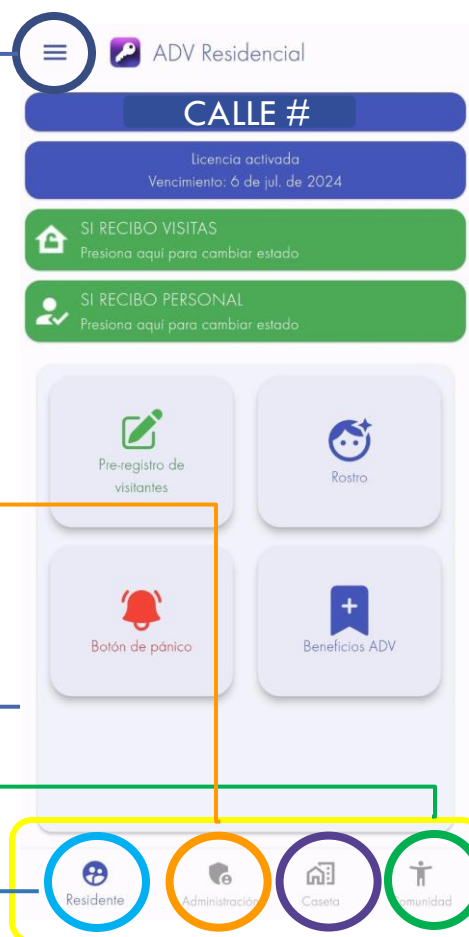 ADV Residencial
CALLE #
Licencia activada
Vencimiento: 6 de jul. de 2024
SI RECIBO VISITAS
Presiona aquí para cambiar estado
SI RECIBO PERSONAL
Presiona aquí para cambiar estado
Pre-registro de
visitantes
Rostro
Botón de pánico
Beneficios ADV
Residente
Administración
Caseta
Comunidad